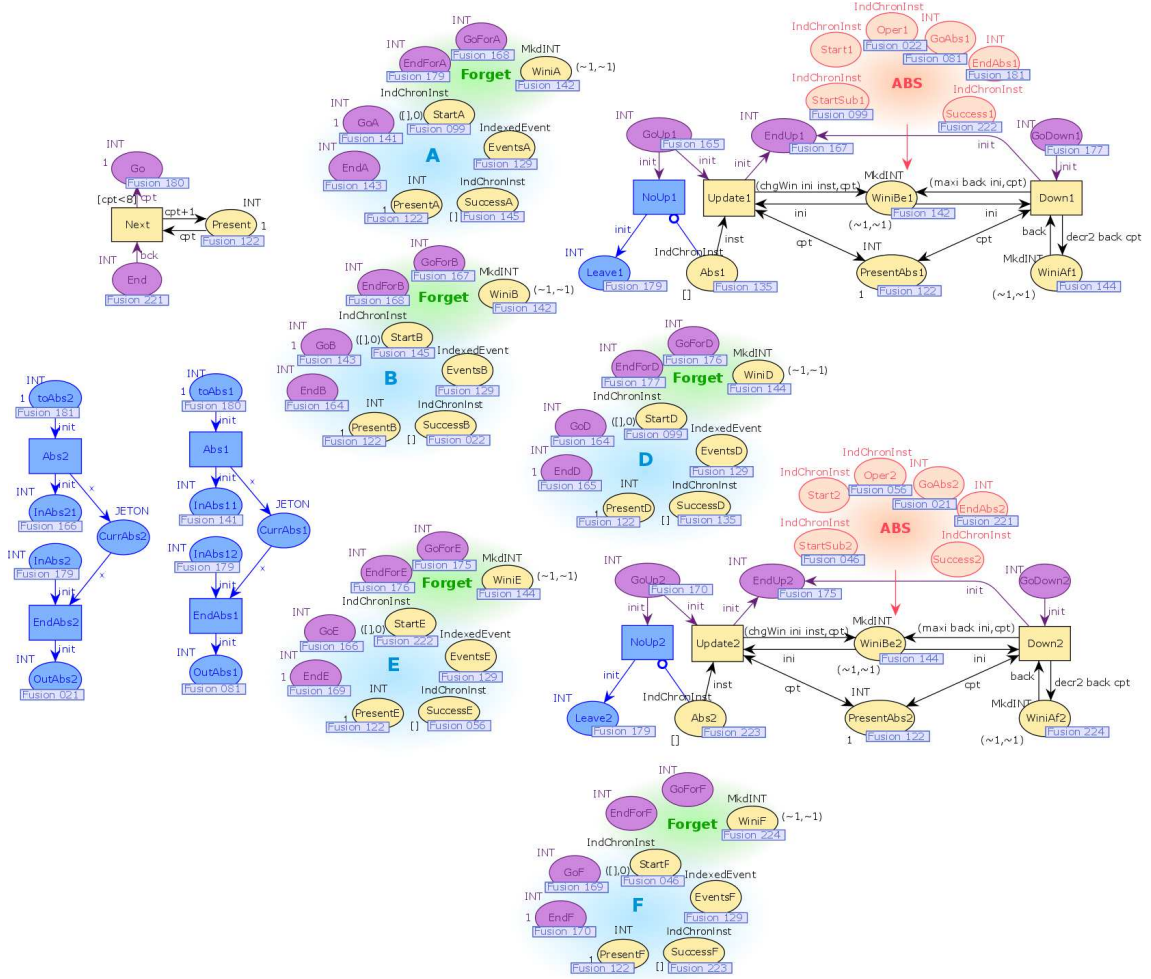 INT
1
Go
Fusion 180
cpt
[cpt<8]
Next
cpt+1
cpt
INT
Present
1
Fusion 122
bck
INT
End
Fusion 221
INT
GoForA
Fusion 168
INT
EndForA
Fusion 179
Forget
MkdINT
WiniA
(~1,~1)
Fusion 142
IndChronInst
([],0)
StartA
Fusion 099
INT
1
GoA
Fusion 141
IndexedEvent
EventsA
Fusion 129
A
INT
EndA
Fusion 143
INT
PresentA
1
Fusion 122
IndChronInst
SuccessA
[]
Fusion 145
INT
GoForB
Fusion 167
INT
EndForB
Fusion 168
Forget
MkdINT
WiniB
(~1,~1)
Fusion 142
IndChronInst
([],0)
StartB
Fusion 145
INT
1
GoB
Fusion 143
IndexedEvent
EventsB
Fusion 129
B
INT
EndB
Fusion 164
INT
PresentB
1
Fusion 122
IndChronInst
SuccessB
[]
Fusion 022
IndChronInst
Oper1
Fusion 022
INT
GoAbs1
Fusion 081
IndChronInst
Start1
INT
EndAbs1
Fusion 181
ABS
IndChronInst
StartSub1
Fusion 099
IndChronInst
Success1
Fusion 222
INT
GoUp1
Fusion 165
INT
EndUp1
Fusion 167
INT
GoDown1
Fusion 177
init
init
init
init
init
NoUp1
Update1
(chgWin ini inst,cpt)
ini
MkdINT
WiniBe1
Fusion 142
(~1,~1)
(maxi back ini,cpt)
ini
Down1
init
INT
Leave1
Fusion 179
IndChronInst
Abs1
Fusion 135
[]
inst
cpt
INT
PresentAbs1
1
Fusion 122
cpt
back
decr2 back cpt
MkdINT
WiniAf1
(~1,~1)
Fusion 144
INT
GoForD
Fusion 176
INT
EndForD
Fusion 177
Forget
MkdINT
WiniD
(~1,~1)
Fusion 144
IndChronInst
([],0)
StartD
Fusion 099
INT
GoD
Fusion 164
IndexedEvent
EventsD
Fusion 129
D
INT
1
EndD
Fusion 165
INT
PresentD
1
Fusion 122
IndChronInst
SuccessD
[]
Fusion 135
INT
toAbs2
1
Fusion 181
init
Abs2
init
x
INT
InAbs21
Fusion 166
JETON
CurrAbs2
INT
InAbs2
Fusion 179
init
x
EndAbs2
init
INT
OutAbs2
Fusion 021
INT
toAbs1
1
Fusion 180
init
Abs1
init
x
INT
InAbs11
Fusion 141
JETON
CurrAbs1
INT
InAbs12
Fusion 179
init
x
EndAbs1
init
INT
OutAbs1
Fusion 081
INT
GoForE
Fusion 175
INT
EndForE
Fusion 176
Forget
MkdINT
WiniE
(~1,~1)
Fusion 144
IndChronInst
([],0)
StartE
Fusion 222
INT
GoE
Fusion 166
IndexedEvent
EventsE
Fusion 129
E
INT
1
EndE
Fusion 169
INT
PresentE
1
Fusion 122
IndChronInst
SuccessE
[]
Fusion 056
IndChronInst
Oper2
Fusion 056
INT
GoAbs2
Fusion 021
IndChronInst
Start2
INT
EndAbs2
Fusion 221
ABS
IndChronInst
StartSub2
Fusion 046
IndChronInst
Success2
INT
GoUp2
Fusion 170
INT
EndUp2
Fusion 175
INT
GoDown2
init
init
init
init
init
NoUp2
Update2
(chgWin ini inst,cpt)
ini
MkdINT
WiniBe2
Fusion 144
(~1,~1)
(maxi back ini,cpt)
ini
Down2
init
INT
Leave2
Fusion 179
IndChronInst
Abs2
Fusion 223
[]
inst
cpt
INT
PresentAbs2
1
Fusion 122
cpt
back
decr2 back cpt
MkdINT
WiniAf2
(~1,~1)
Fusion 224
INT
GoForF
INT
EndForF
Forget
MkdINT
WiniF
(~1,~1)
Fusion 224
IndChronInst
([],0)
StartF
Fusion 046
INT
GoF
Fusion 169
IndexedEvent
EventsF
Fusion 129
F
INT
1
EndF
Fusion 170
INT
PresentF
1
Fusion 122
IndChronInst
SuccessF
[]
Fusion 223